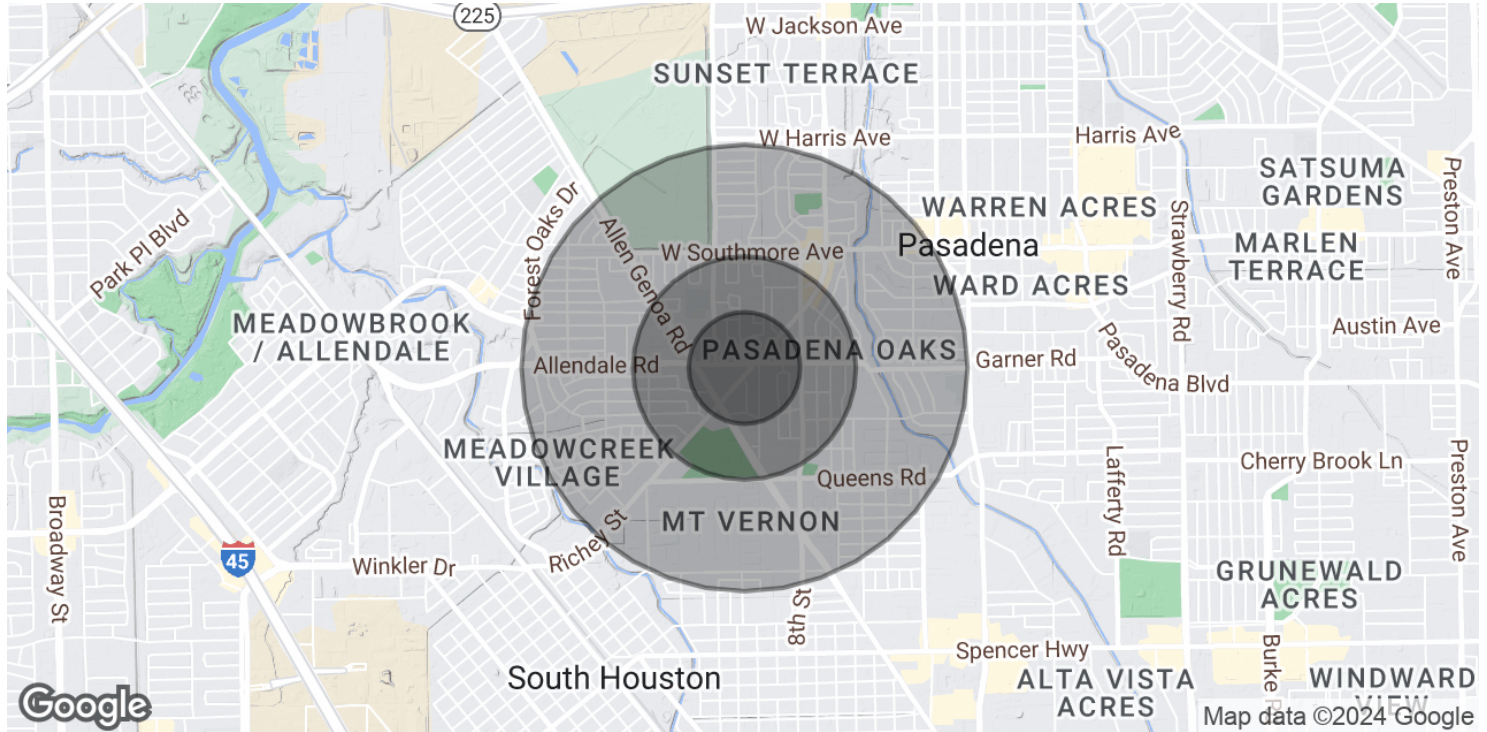 225
W Jackson Ave
SUNSET TERRACE
W Harris Ave
Harris Ave
SATSUMA
GARDENS
Preston Ave
Park Pl Blvd
Forest Oaks Dr
Allen Genoa Rd
W Southmore Ave
WARREN ACRES
Pasadena
WARD ACRES
Strawberry Rd
MARLEN
TERRACE
MEADOWBROOK
/ ALLENDALE
Austin Ave
Allendale Rd
PASADENA OAKS
Garner Rd
Pasadena Blvd
MEADOWCREEK
VILLAGE
Queens Rd
Lafferty Rd
Cherry Brook Ln
Preston Ave
Broadway St
MT VERNON
45
Winkler Dr
Richey St
8th St
GRUNEWALD
ACRES
Spencer Hwy
Burke R
South Houston
ALTA VISTA
ACRES
WINDWARD
VIEW
Google
Map data ©2024 Google